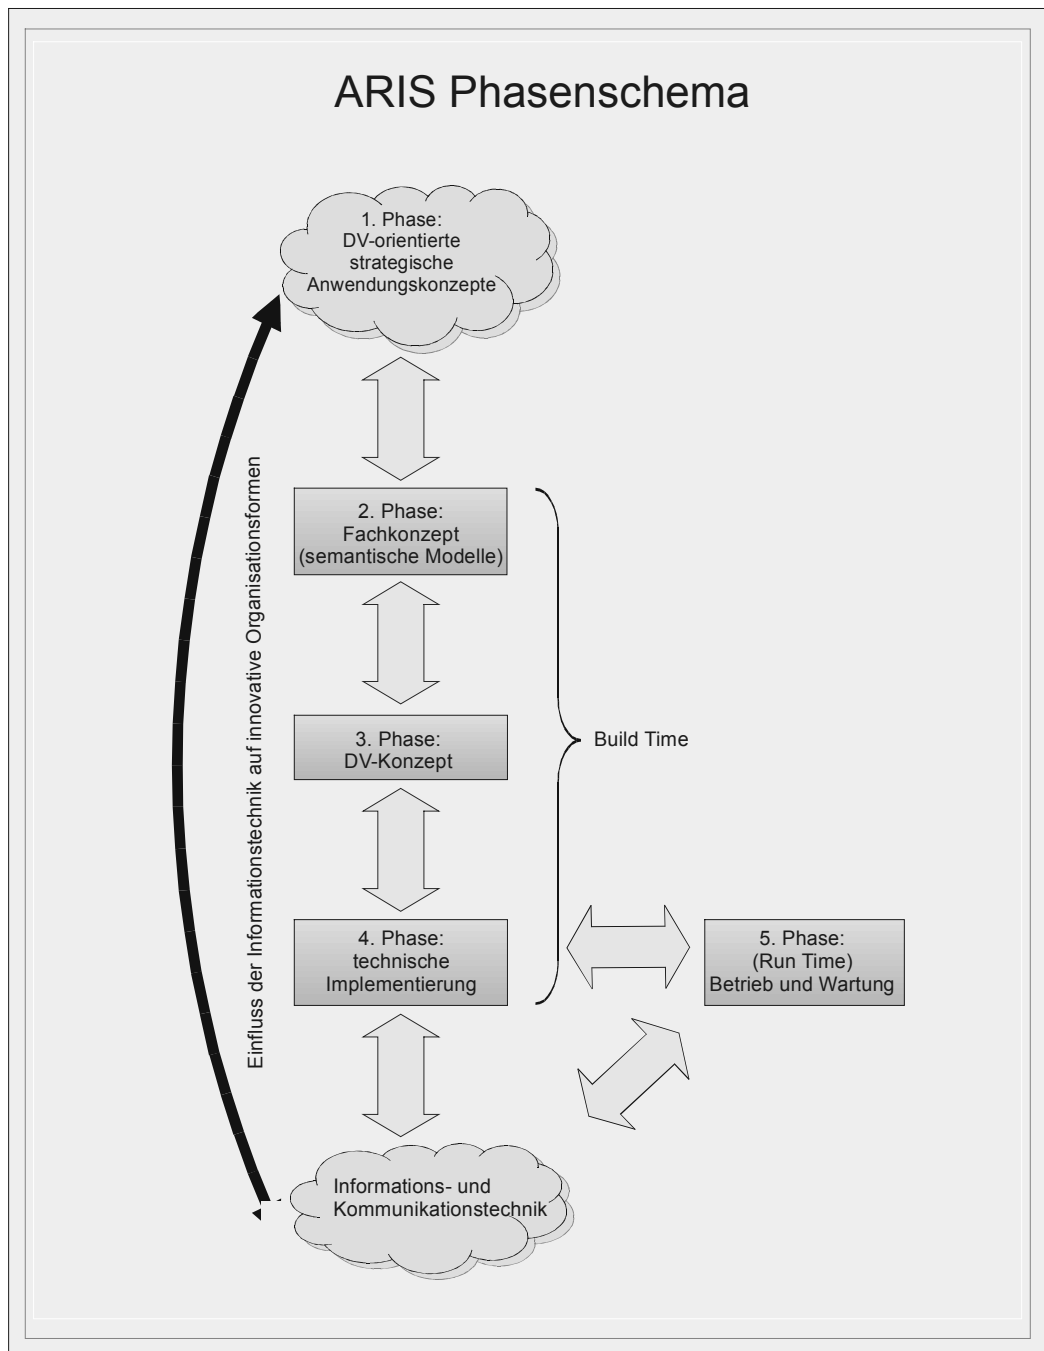 ARIS Phasenschema
1. Phase:
DV-orientierte
strategische
Anwendungskonzepte
Einfluss der Informationstechnik auf innovative Organisationsformen
2. Phase:
Fachkonzept
(semantische Modelle)
3. Phase:
DV-Konzept
Build Time
4. Phase:
technische
Implementierung
5. Phase:
(Run Time)
Betrieb und Wartung
Informations- und
Kommunikationstechnik